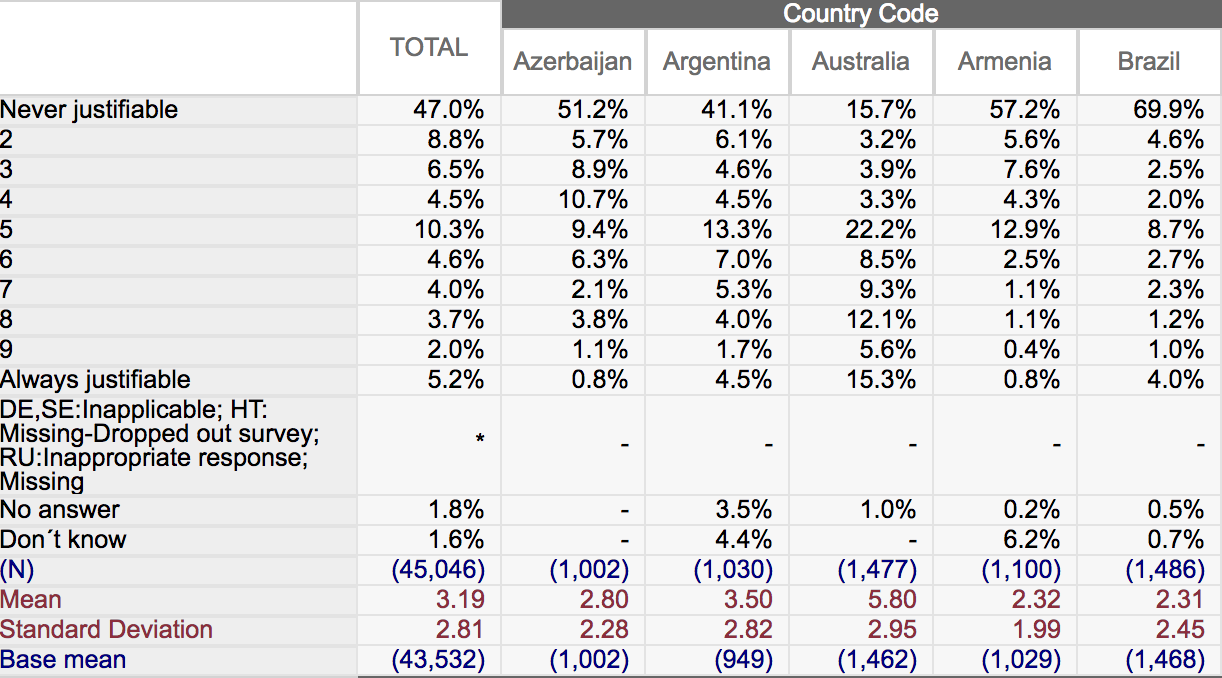 Country Code
TOTAL Azerbaijan Argentina Australia Armenia Brazil
Never justifiable 47.0% 51.2% 41.1% 15.7% 57.2% 69.9%
2 8.8% 5.7% 6.1% 3.2% 5.6% 4.6%
3 6.5% 8.9% 4.6% 3.9% 7.6% 2.5%
4 4.5% 10.7% 4.5% 3.3% 4.3% 2.0%
5 10.3% 9.4% 13.3% 22.2% 12.9% 8.7%
6 4.6% 6.3% 7.0% 8.5% 2.5% 2.7%
7 4.0% 2.1% 5.3% 9.3% 1.1% 2.3%
8 3.7% 3.8% 4.0% 12.1% 1.1% 1.2%
9 2.0% 1.1% 1.7% 5.6% 0.4% 1.0%
Always justifiable 5.2% 0.8% 4.5% 15.3% 0.8% 4.0%
DE,SE:Inapplicable; HT:
Missing-Dropped out survey;
RU:Inappropriate response;
Missing
* - - - - -
No answer 1.8% - 3.5% 1.0% 0.2% 0.5%
Don´t know 1.6% - 4.4% - 6.2% 0.7%
(N) (45,046) (1,002) (1,030) (1,477) (1,100) (1,486)
Mean 3.19 2.80 3.50 5.80 2.32 2.31
Standard Deviation 2.81 2.28 2.82 2.95 1.99 2.45
Base mean (43,532) (1,002) (949) (1,462) (1,029) (1,468)